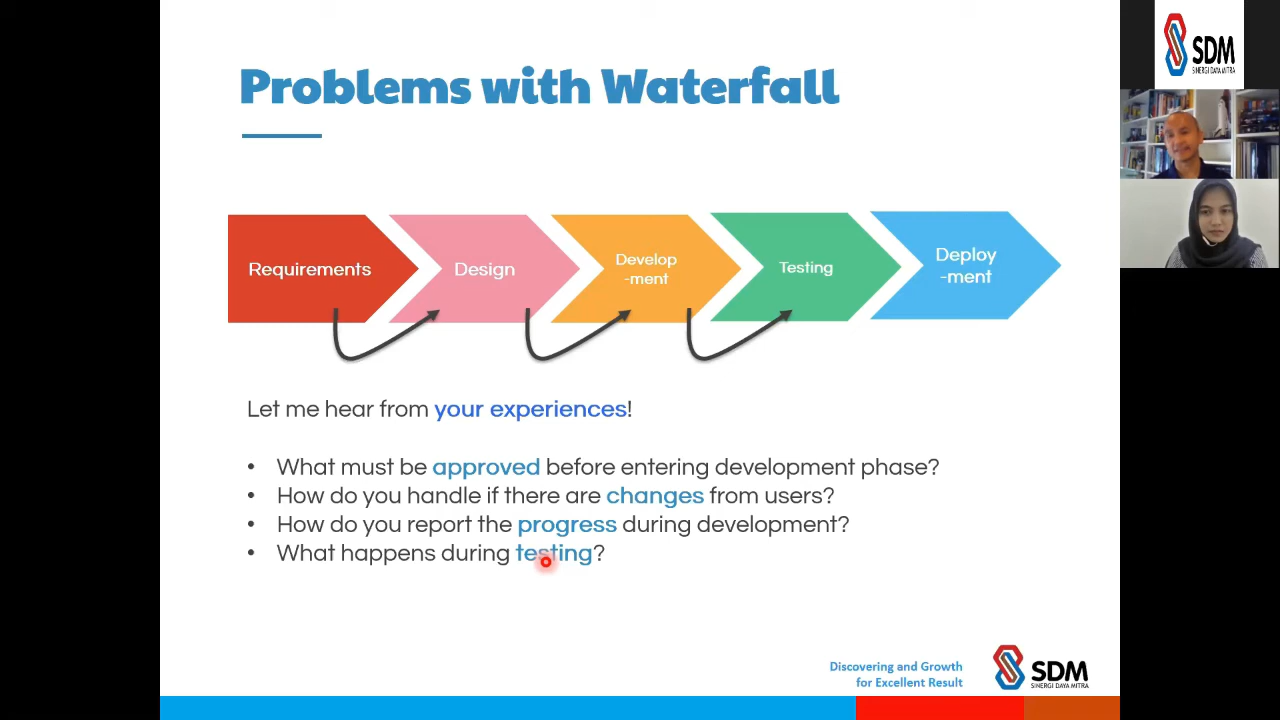 Problems with Waterfall
Requirements
Design
Develop
-ment
Testing
Deploy
-ment
Let me hear from your experiences!
• What must be approved before entering development phase?
• How do you handle if there are changes from users?
• How do you report the progress during development?
• What happens during testing?
Discovering and Growth
for Excellent Result
SDM
SINERGI DAYA MITRA
SDM
SINERGI DAYA MITRA